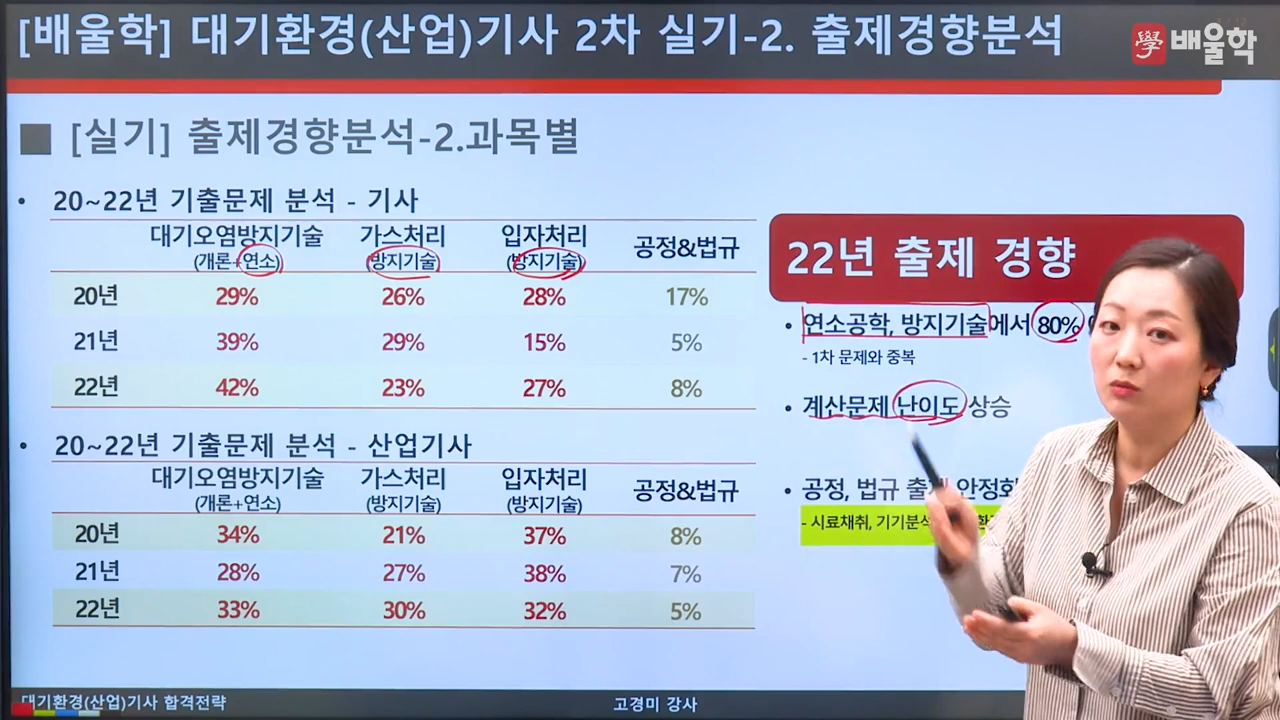 [배울학] 대기환경(산업)기사 2차 실기-2. 출제경향분석
學 배울학
■ [실기] 출제경향분석-2.과목별
• 20~22년 기출문제 분석 - 기사
대기오염방지기술 가스처리 입자처리 공정&법규
(개론+연소) (방지기술) (방지기술)
20년 29% 26% 28% 17%
21년 39% 29% 15% 5%
22년 42% 23% 27% 8%
• 20~22년 기출문제 분석 - 산업기사
대기오염방지기술 가스처리 입자처리 공정&법규
(개론+연소) (방지기술) (방지기술)
20년 34% 21% 37% 8%
21년 28% 27% 38% 7%
22년 33% 30% 32% 5%
22년 출제 경향
• 연소공학, 방지기술에서 80%
- 1차 문제와 중복
• 계산문제 난이도 상승
• 공정, 법규 출제 안정화
- 시료채취, 기기분석
대기환경(산업)기사 합격전략
고경미 강사